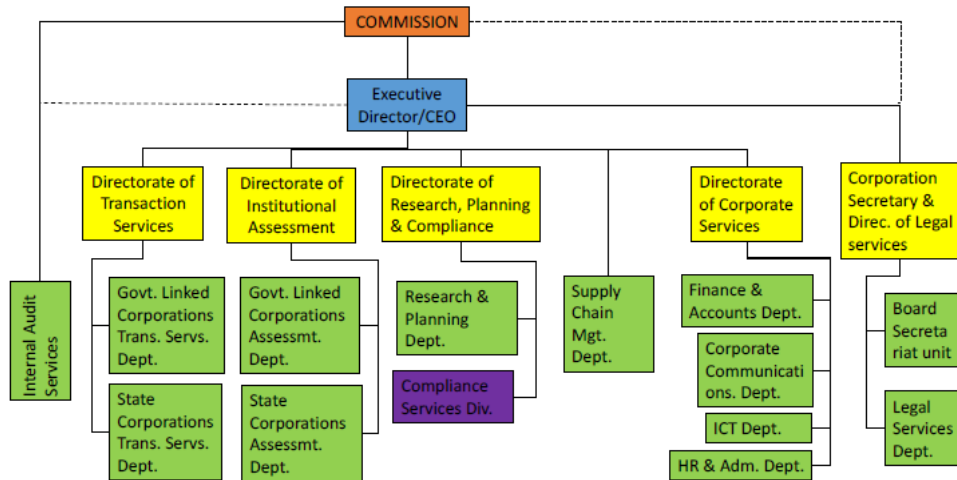 COMMISSION
Executive
Director/CEO
Directorate of
Transaction
Services
Directorate of
Institutional
Assessment
Directorate of
Research, Planning
& Compliance
Directorate
of Corporate
Services
Corporation
Secretary &
Direc. of Legal
services
Internal Audit
Services
Govt. Linked
Corporations
Trans. Servs.
Dept.
State
Corporations
Trans. Servs.
Dept.
Govt. Linked
Corporations
Assessmt.
Dept.
State
Corporations
Assessmt.
Dept.
Research &
Planning
Dept.
Compliance
Services Div.
Supply
Chain
Mgt.
Dept.
Finance &
Accounts Dept.
Corporate
Communicati
ons. Dept.
ICT Dept.
HR & Adm. Dept.
Board
Secreta
riat unit
Legal
Services
Dept.